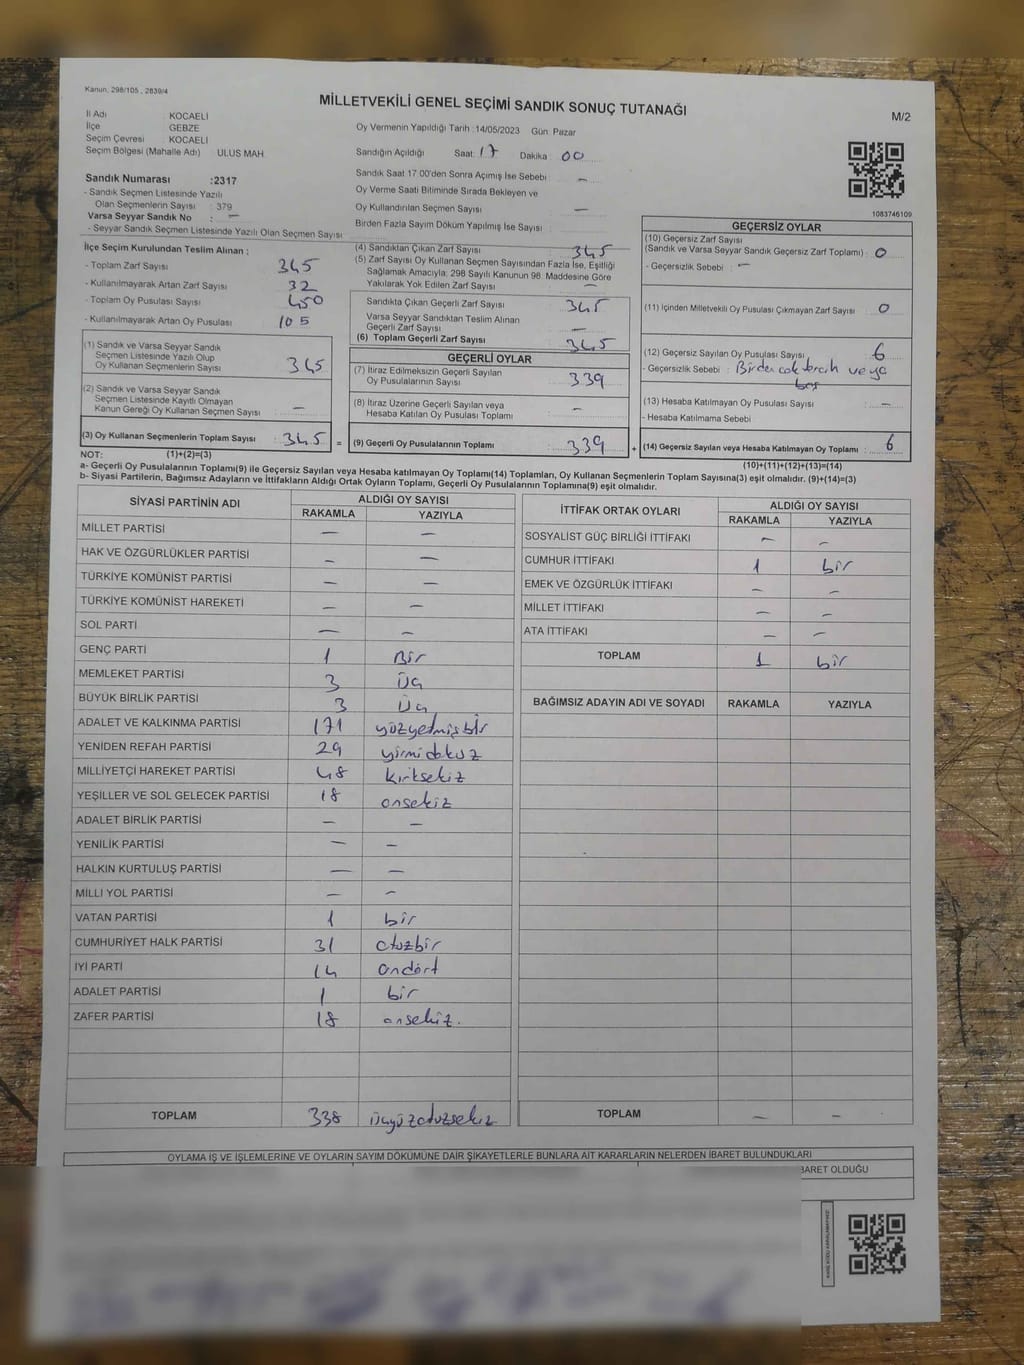 Kanun, 298/105 , 2839/4
MİLLETVEKİLİ GENEL SEÇİMİ SANDIK SONUÇ TUTANAĞI
M/2
İl Adı KOCAELİ
İlçe GEBZE
Seçim Çevresi KOCAELİ
Seçim Bölgesi (Mahalle Adı) ULUS MAH
Sandık Numarası :2317
- Sandık Seçmen Listesinde Yazılı
Olan Seçmenlerin Sayısı : 379
Varsa Seyyar Sandık No : —
- Seyyar Sandık Seçmen Listesinde Yazılı Olan Seçmen Sayısı
Oy Vermenin Yapıldığı Tarih :14/05/2023 Gün Pazar
Sandığın Açıldığı Saat: 17 Dakika : 00
Sandık Saat 17 00'den Sonra Açımış İse Sebebi : —
Oy Verme Saati Bitiminde Sırada Bekleyen ve
Oy Kullandırılan Seçmen Sayısı : —
Birden Fazla Sayım Döküm Yapılmış İse Sayısı :
1083746109
İlçe Seçim Kurulundan Teslim Alınan :
- Toplam Zarf Sayısı : 345
- Kullanılmayarak Artan Zarf Sayısı : 32
- Toplam Oy Pusulası Sayısı : 450
- Kullanılmayarak Artan Oy Pusulası : 105
(1) Sandık ve Varsa Seyyar Sandık
Seçmen Listesinde Yazılı Olup
Oy Kullanan Seçmenlerin Sayısı : 345
(2) Sandık ve Varsa Seyyar Sandık
Seçmen Listesinde Kayıtlı Olmayan
Kanun Gereği Oy Kullanan Seçmen Sayısı : —
(3) Oy Kullanan Seçmenlerin Toplam Sayısı : 345 =
(4) Sandıktan Çıkan Zarf Sayısı : 345
(5) Zarf Sayısı Oy Kullanan Seçmen Sayısından Fazla İse, Eşitliği
Sağlamak Amacıyla; 298 Sayılı Kanunun 98. Maddesine Göre
Yakılarak Yok Edilen Zarf Sayısı : —
Sandıkta Çıkan Geçerli Zarf Sayısı : 345
Varsa Seyyar Sandıktan Teslim Alınan
Geçerli Zarf Sayısı : —
(6) Toplam Geçerli Zarf Sayısı : 345
GEÇERLİ OYLAR
(7) İtiraz Edilmeksizin Geçerli Sayılan
Oy Pusulalarının Sayısı : 339
(8) İtiraz Üzerine Geçerli Sayılan veya
Hesaba Katılan Oy Pusulası Toplamı : —
(9) Geçerli Oy Pusulalarının Toplamı : 339 +
GEÇERSİZ OYLAR
(10) Geçersiz Zarf Sayısı
(Sandık ve Varsa Seyyar Sandık Geçersiz Zarf Toplamı) : 0
- Geçersizlik Sebebi : —
(11) İçinden Milletvekili Oy Pusulası Çıkmayan Zarf Sayısı : 0
(12) Geçersiz Sayılan Oy Pusulası Sayısı : 6
- Geçersizlik Sebebi : Birden cok tercih veya
boş
(13) Hesaba Katılmayan Oy Pusulası Sayısı : —
- Hesaba Katılmama Sebebi
(14) Geçersiz Sayılan veya Hesaba Katılmayan Oy Toplamı : 6
NOT: (1)+(2)=(3)
(10)+(11)+(12)+(13)=(14)
a- Geçerli Oy Pusulalarının Toplamı(9) ile Geçersiz Sayılan veya Hesaba katılmayan Oy Toplam(14) Toplamları, Oy Kullanan Seçmenlerin Toplam Sayısına(3) eşit olmalıdır. (9)+(14)=(3)
b- Siyasi Partilerin, Bağımsız Adayların ve İttifakların Aldığı Ortak Oyların Toplamı, Geçerli Oy Pusulalarının Toplamına(9) eşit olmalıdır.
SİYASİ PARTİNİN ADI ALDIĞI OY SAYISI
RAKAMLA YAZIYLA
MİLLET PARTİSİ — —
HAK VE ÖZGÜRLÜKLER PARTİSİ — —
TÜRKİYE KOMÜNİST PARTİSİ — —
TÜRKİYE KOMÜNİST HAREKETİ — —
SOL PARTİ — —
GENÇ PARTİ 1 Bir
MEMLEKET PARTİSİ 3 Üç
BÜYÜK BİRLİK PARTİSİ 3 Üç
ADALET VE KALKINMA PARTİSİ 171 yüzyetmişbir
YENİDEN REFAH PARTİSİ 29 yirmidokuz
MİLLİYETÇİ HAREKET PARTİSİ 48 kırksekiz
YEŞİLLER VE SOL GELECEK PARTİSİ 18 onsekiz
ADALET BİRLİK PARTİSİ — —
YENİLİK PARTİSİ — —
HALKIN KURTULUŞ PARTİSİ — —
MİLLİ YOL PARTİSİ — —
VATAN PARTİSİ 1 bir
CUMHURİYET HALK PARTİSİ 31 otuzbir
İYİ PARTİ 14 ondört
ADALET PARTİSİ 1 bir
ZAFER PARTİSİ 18 onsekiz.
TOPLAM 338 üçyüzotuzsekiz
İTTİFAK ORTAK OYLARI ALDIĞI OY SAYISI
RAKAMLA YAZIYLA
SOSYALİST GÜÇ BİRLİĞİ İTTİFAKI — —
CUMHUR İTTİFAKI 1 bir
EMEK VE ÖZGÜRLÜK İTTİFAKI — —
MİLLET İTTİFAKI — —
ATA İTTİFAKI — —
TOPLAM 1 bir
BAĞIMSIZ ADAYIN ADI VE SOYADI RAKAMLA YAZIYLA
TOPLAM — —
OYLAMA İŞ VE İŞLEMLERİNE VE OYLARIN SAYIM DÖKÜMÜNE DAİR ŞİKAYETLERLE BUNLARA AİT KARARLARIN NELERDEN İBARET BULUNDUKLARI
BARET OLDUĞU